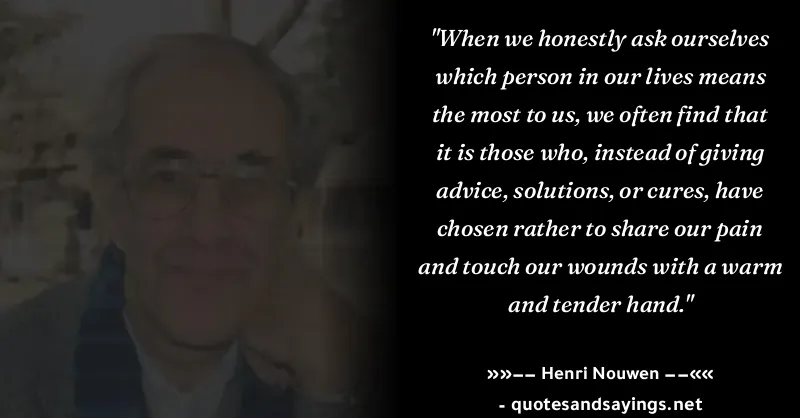 "When we honestly ask ourselves
which person in our lives means
the most to us, we often find that
it is those who, instead of giving
advice, solutions, or cures, have
chosen rather to share our pain
and touch our wounds with a warm
and tender hand."
»»−− Henri Nouwen −−««
- quotesandsayings.net